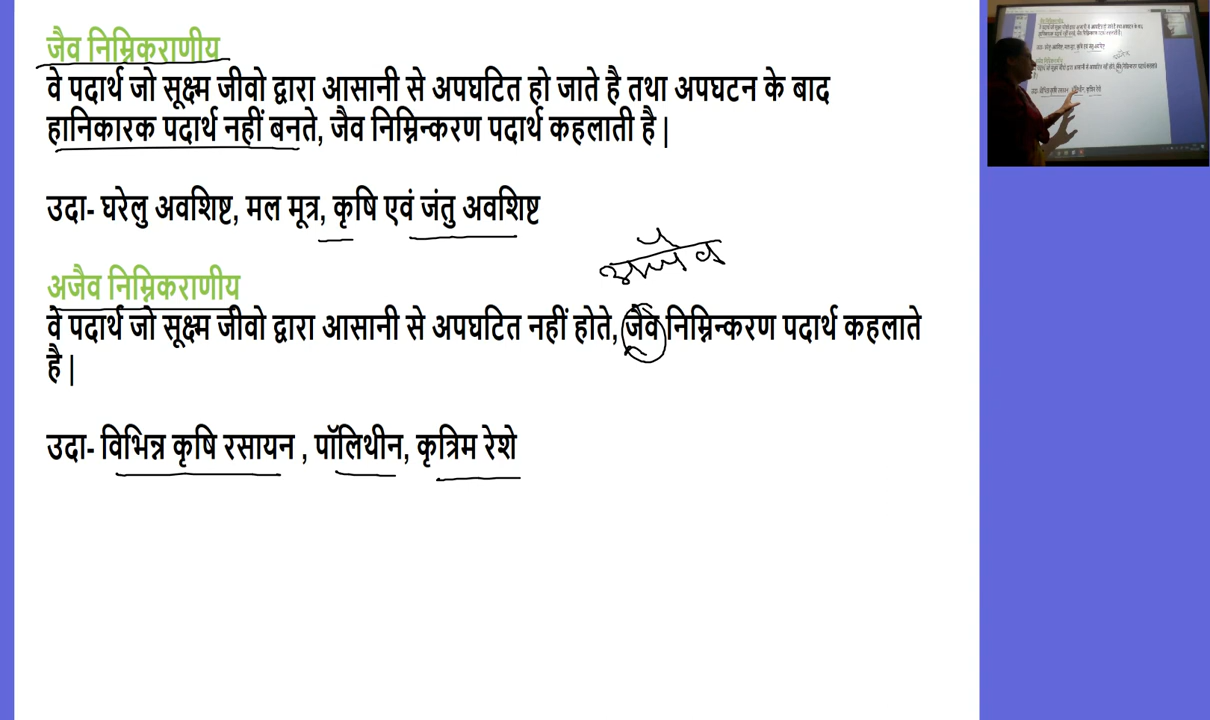 जैव निम्निकराणीय
वे पदार्थ जो सूक्ष्म जीवो द्वारा आसानी से अपघटित हो जाते है तथा अपघटन के बाद
हानिकारक पदार्थ नहीं बनते, जैव निम्निन्करण पदार्थ कहलाती है |
उदा- घरेलु अवशिष्ट, मल मूत्र, कृषि एवं जंतु अवशिष्ट
अजैव
अजैव निम्निकराणीय
वे पदार्थ जो सूक्ष्म जीवो द्वारा आसानी से अपघटित नहीं होते, जैव निम्निन्करण पदार्थ कहलाते
है |
उदा- विभिन्न कृषि रसायन , पॉलिथीन, कृत्रिम रेशे